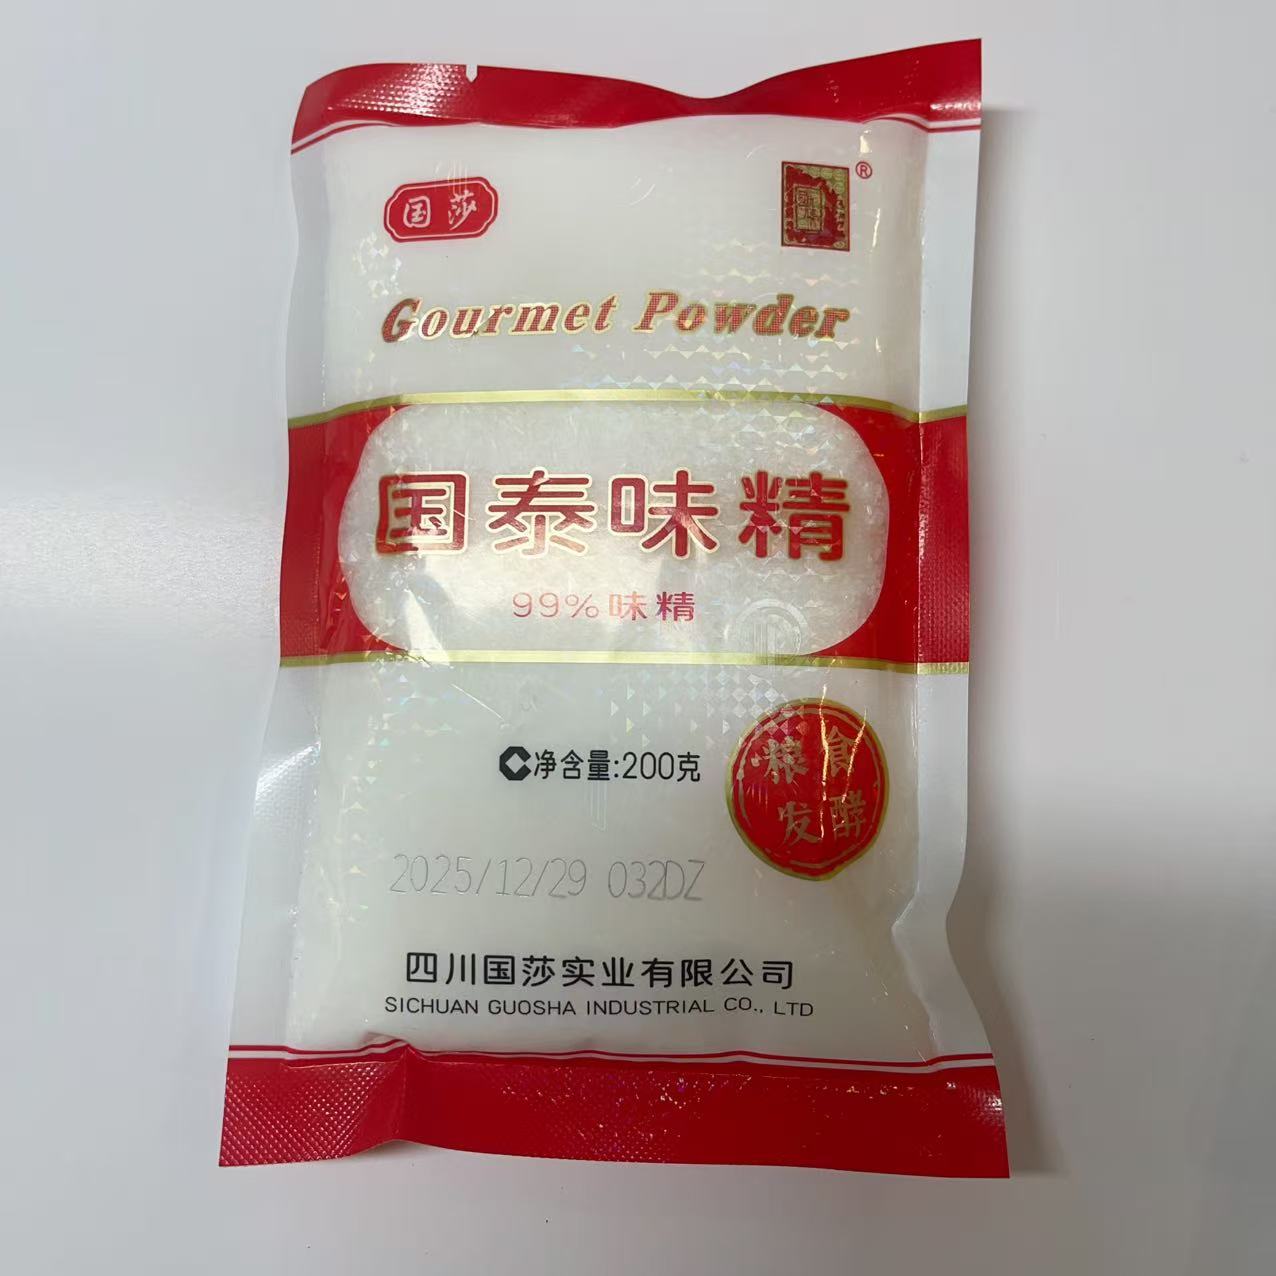 国莎
®
Gourmet Powder
国泰味精
99%味精
净含量:200克
粮食
发酵
2025/12/29 032DZ
四川国莎实业有限公司
SICHUAN GUOSHA INDUSTRIAL CO., LTD